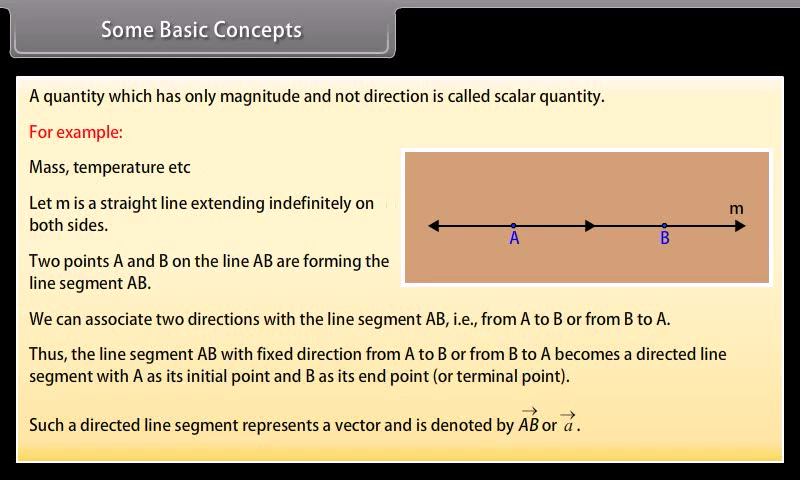 Some Basic Concepts
A quantity which has only magnitude and not direction is called scalar quantity.
For example:
Mass, temperature etc
Let m is a straight line extending indefinitely on
both sides.
Two points A and B on the line AB are forming the
line segment AB.
m
A B
We can associate two directions with the line segment AB, i.e., from A to B or from B to A.
Thus, the line segment AB with fixed direction from A to B or from B to A becomes a directed line
segment with A as its initial point and B as its end point (or terminal point).
Such a directed line segment represents a vector and is denoted by \overrightarrow{AB} or \overrightarrow{a}.